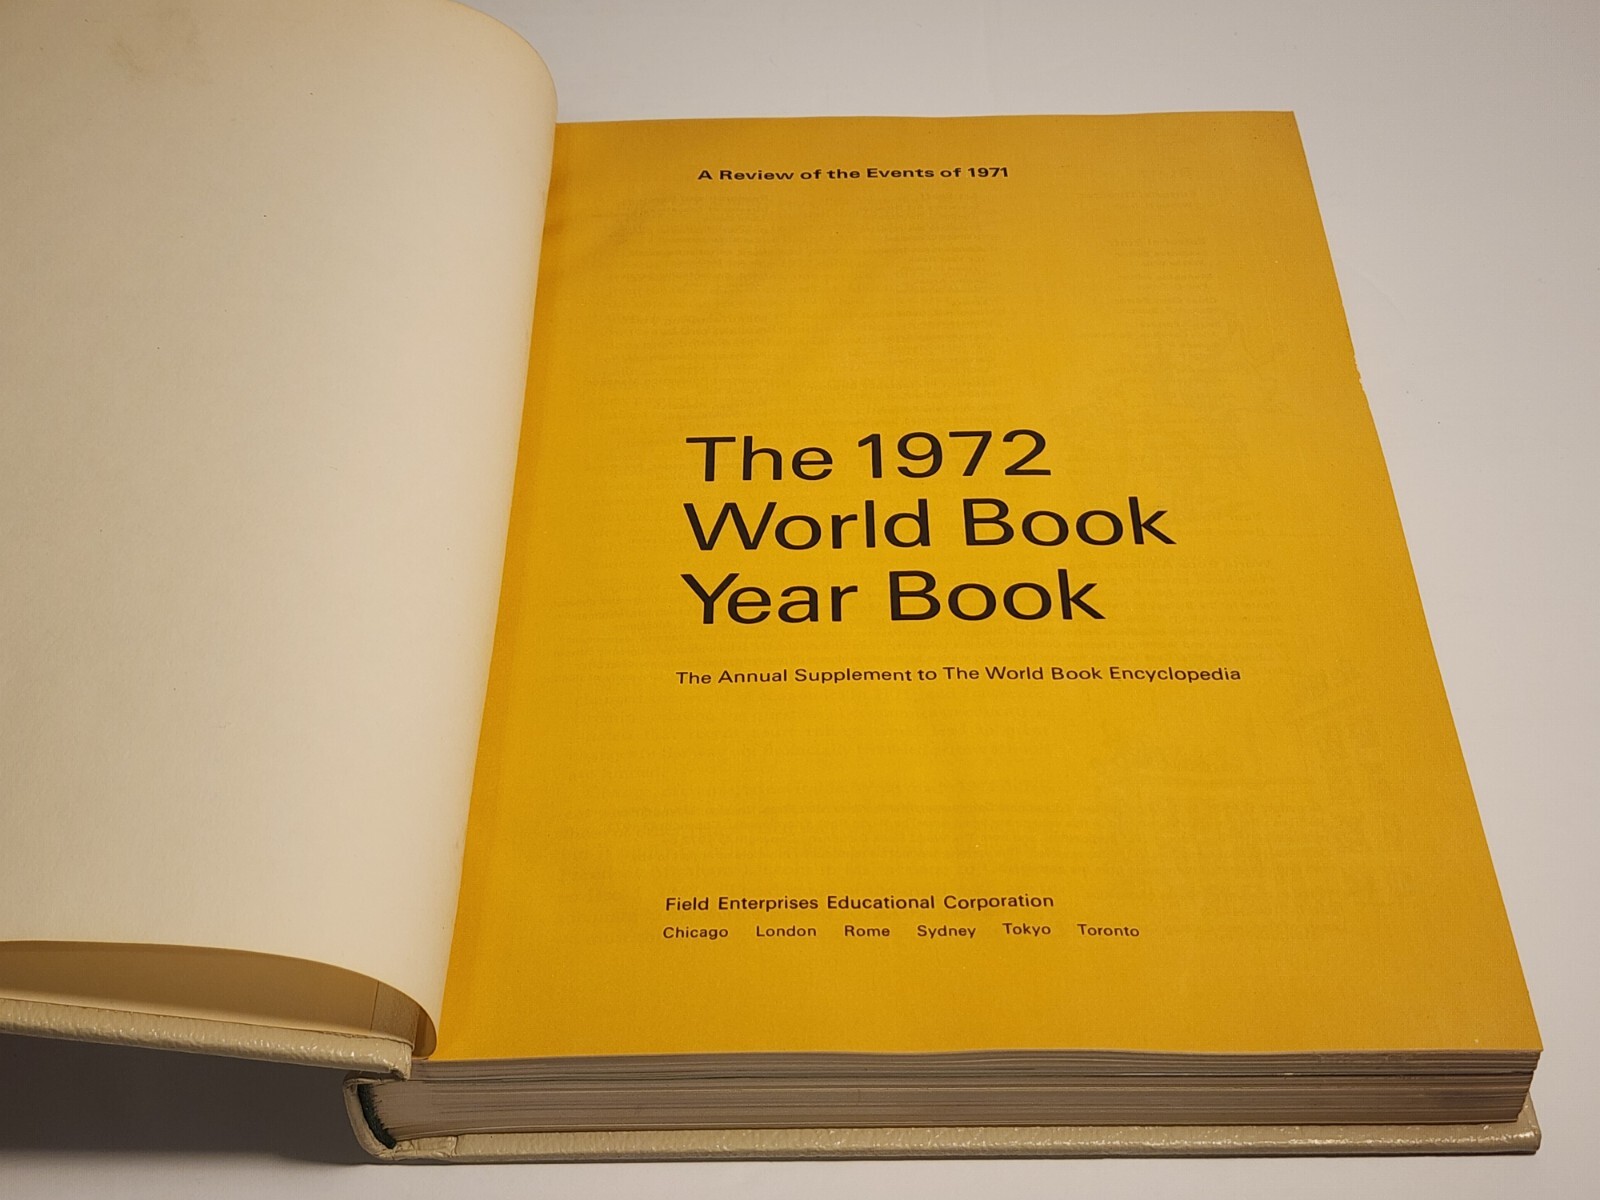 A Review of the Events of 1971
The 1972
World Book
Year Book
The Annual Supplement to The World Book Encyclopedia
Field Enterprises Educational Corporation
Chicago London Rome Sydney Tokyo Toronto